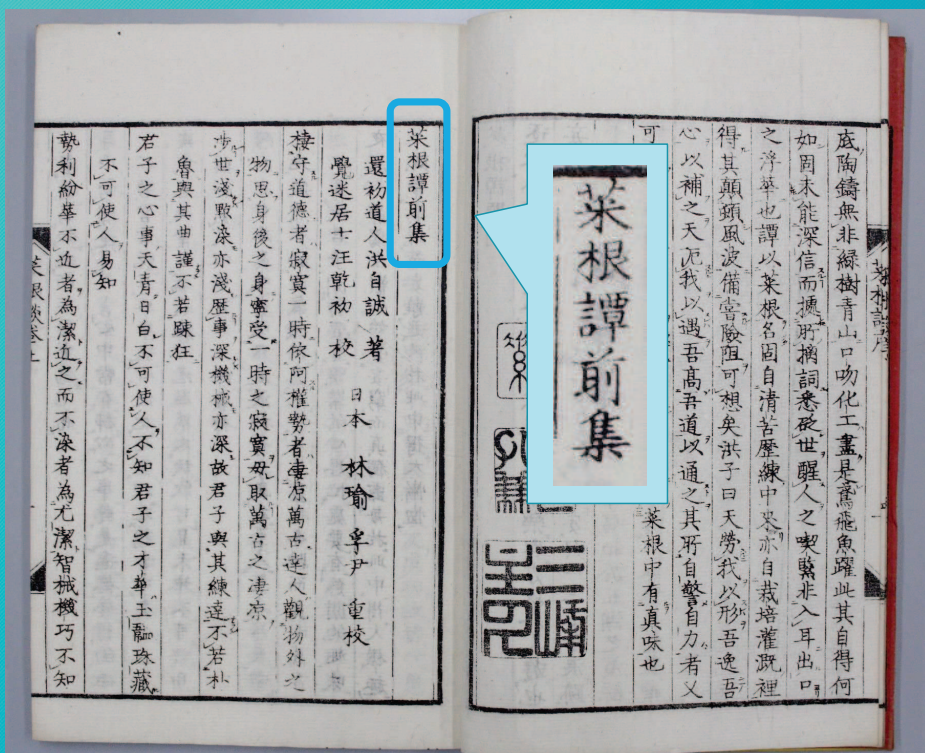 底陶鑄無非綠樹青山口吻化工盡是鳶飛魚躍此其自得何
如固未能深信而據所摘詞悉砭世醒人之喫緊非入耳出口
之浮華也譚以菜根名固自清苦歷練中來亦自栽培灌溉裡
得其顛頓風波備嘗險阻可想矣洪子曰天勞我以形吾逸吾
心以補之天阨我以遇吾高吾道以通之其所自警自力者又
可
菜根中有真味也
菜根譚前集
菜根譚前集
還初道人洪自誠 著
覺迷居士汪乾初 校
日本 林瑜 孚尹 重校
棲守道德者寂寞一時依阿權勢者凄凉萬古達人觀物外之
物思身後之身寧受一時之寂寞毋取萬古之凄凉
涉世淺點染亦淺歷事深機械亦深故君子與其練達不若朴
魯與其曲謹不若踈狂
君子之心事天青日白不可使人不知君子之才華玉韞珠藏
不可使人易知
勢利紛華不近者為潔近之而不染者為尤潔智械機巧不知